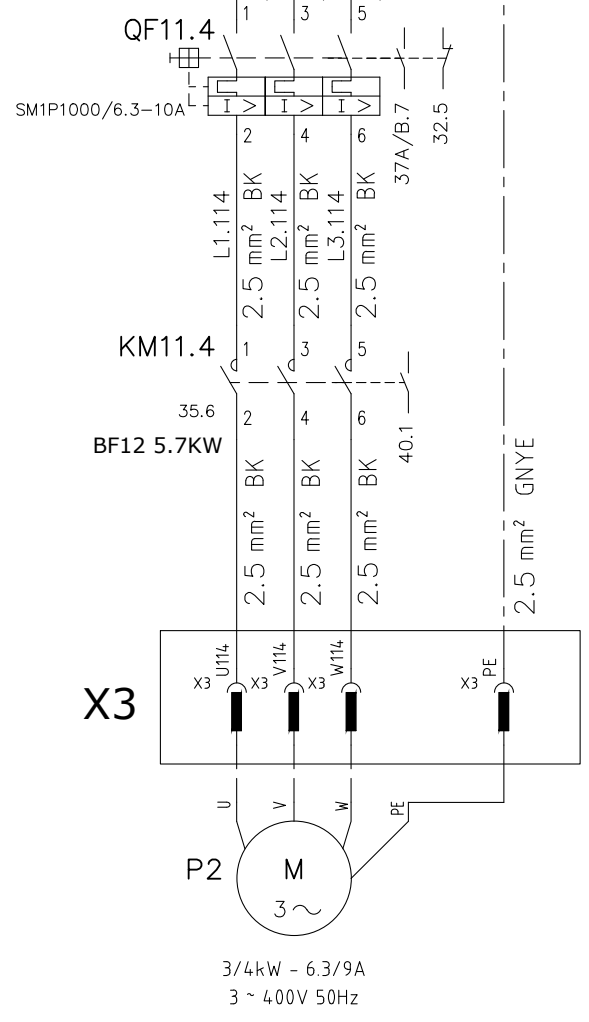 1 3 5
QF11.4
SM1P1000/6.3-10A
I > I > I >
37A/B.7
32.5
2 4 6
L1.114 2.5 mm² BK
L2.114 2.5 mm² BK
L3.114 2.5 mm² BK
KM11.4
1 3 5
35.6
2 4 6
40.1
BF12 5.7KW
2.5 mm² BK
2.5 mm² BK
2.5 mm² BK
2.5 mm² GNYE
X3
X3 U114
X3 V114
X3 W114
X3 PE
U V W PE
P2
M
3~
3/4kW - 6.3/9A
3 ~ 400V 50Hz